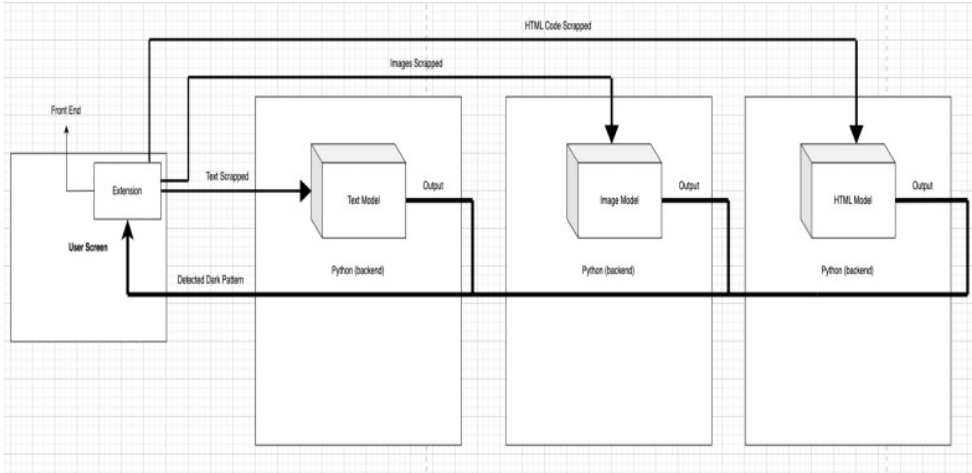 HTML Code Scrapped
Images Scrapped
Front End
Extension
Text Scrapped
User Screen
Detected Dark Pattern
Text Model
Output
Python (backend)
Image Model
Output
Python (backend)
HTML Model
Output
Python (backend)